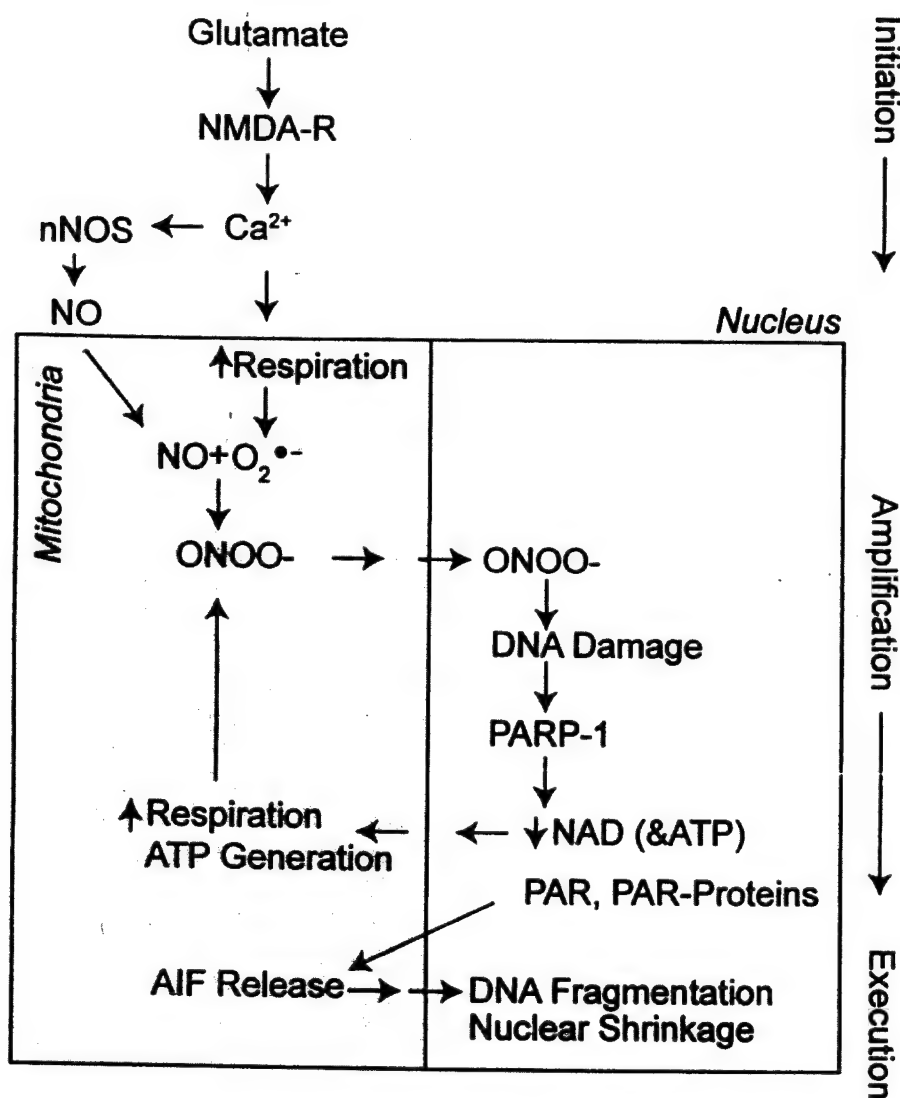 Glutamate
NMDA-R
nNOS
Ca²⁺
NO
Initiation
Nucleus
Mitochondria
Respiration
NO+O₂•-
ONOO-
ONOO-
DNA Damage
PARP-1
Amplification
Respiration
ATP Generation
NAD (&ATP)
PAR, PAR-Proteins
AIF Release
DNA Fragmentation
Nuclear Shrinkage
Execution